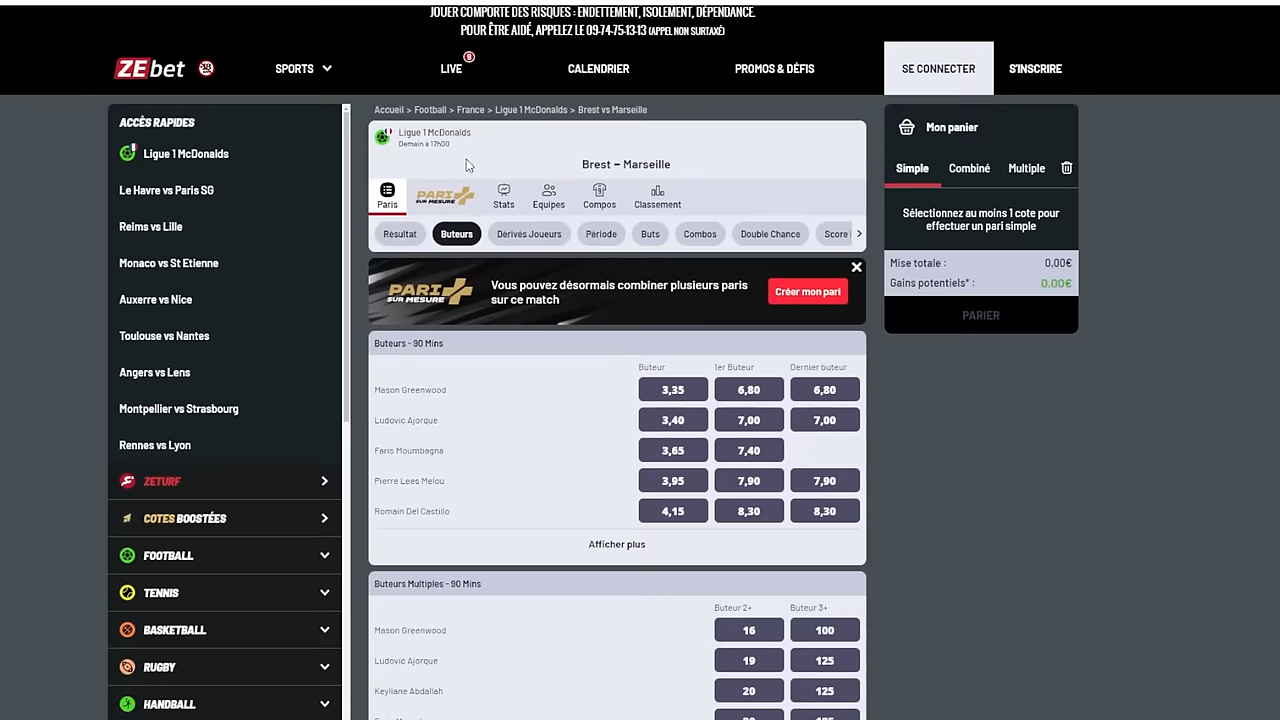 JOUER COMPORTE DES RISQUES : ENDETTEMENT, ISOLEMENT, DÉPENDANCE.
POUR ÊTRE AIDÉ, APPELEZ LE 09-74-75-13-13 (APPEL NON SURTAXÉ)
ZEbet
SPORTS
LIVE
9
CALENDRIER
PROMOS & DÉFIS
SE CONNECTER
S'INSCRIRE
ACCÈS RAPIDES
Ligue 1 McDonalds
Le Havre vs Paris SG
Reims vs Lille
Monaco vs St Etienne
Auxerre vs Nice
Toulouse vs Nantes
Angers vs Lens
Montpellier vs Strasbourg
Rennes vs Lyon
ZETURF
COTES BOOSTÉES
FOOTBALL
TENNIS
BASKETBALL
RUGBY
HANDBALL
Accueil > Football > France > Ligue 1 McDonalds > Brest vs Marseille
Ligue 1 McDonalds
Demain à 17h00
Brest - Marseille
Paris
PARI SUR MESURE
Stats
Equipes
Compos
Classement
Résultat
Buteurs
Dérivés Joueurs
Période
Buts
Combos
Double Chance
Score
PARI SUR MESURE
Vous pouvez désormais combiner plusieurs paris
sur ce match
Créer mon pari
Buteurs - 90 Mins
Buteur 1er Buteur Dernier buteur
Mason Greenwood 3,35 6,80 6,80
Ludovic Ajorque 3,40 7,00 7,00
Faris Moumbagna 3,65 7,40
Pierre Lees Melou 3,95 7,90 7,90
Romain Del Castillo 4,15 8,30 8,30
Afficher plus
Buteurs Multiples - 90 Mins
Buteur 2+ Buteur 3+
Mason Greenwood 16 100
Ludovic Ajorque 19 125
Keyliane Abdallah 20 125
Mon panier
Simple
Combiné
Multiple
Sélectionnez au moins 1 cote pour
effectuer un pari simple
Mise totale : 0,00€
Gains potentiels* : 0,00€
PARIER